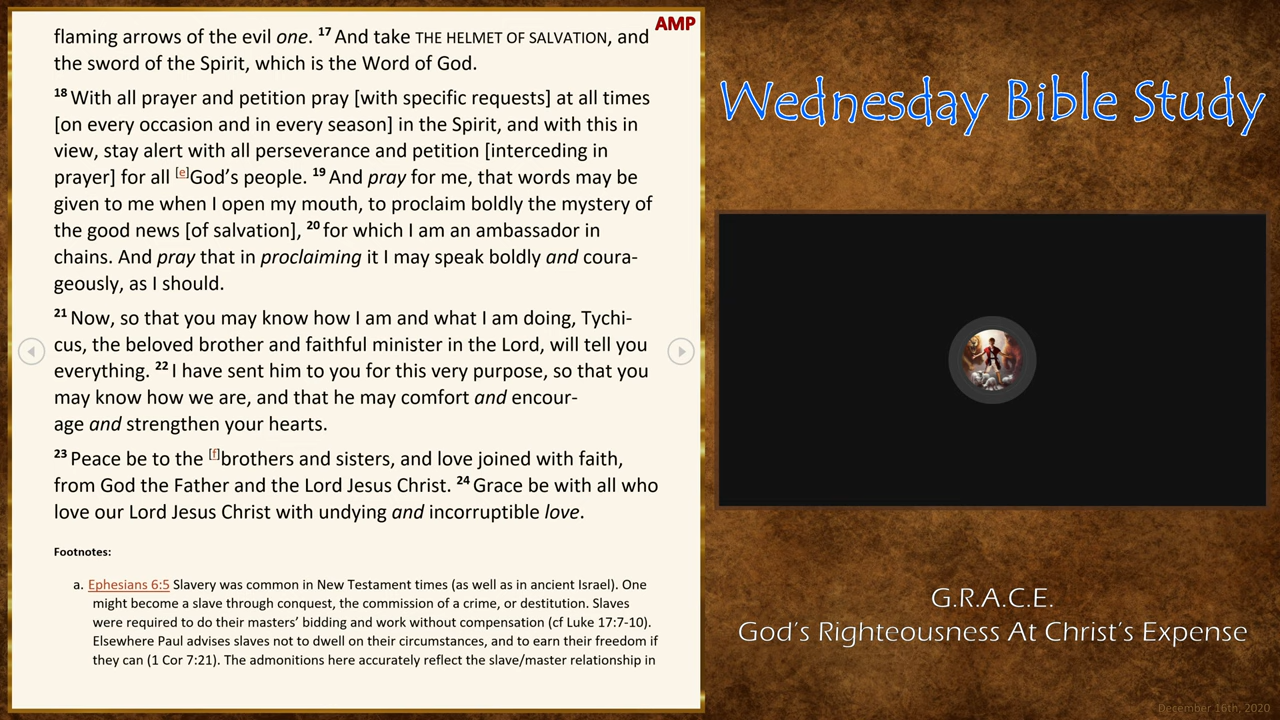 AMP
flaming arrows of the evil one. 17 And take THE HELMET OF SALVATION, and
the sword of the Spirit, which is the Word of God.
18 With all prayer and petition pray [with specific requests] at all times
[on every occasion and in every season] in the Spirit, and with this in
view, stay alert with all perseverance and petition [interceding in
prayer] for all [e]God’s people. 19 And pray for me, that words may be
given to me when I open my mouth, to proclaim boldly the mystery of
the good news [of salvation], 20 for which I am an ambassador in
chains. And pray that in proclaiming it I may speak boldly and coura-
geously, as I should.
21 Now, so that you may know how I am and what I am doing, Tychi-
cus, the beloved brother and faithful minister in the Lord, will tell you
everything. 22 I have sent him to you for this very purpose, so that you
may know how we are, and that he may comfort and encour-
age and strengthen your hearts.
23 Peace be to the [f]brothers and sisters, and love joined with faith,
from God the Father and the Lord Jesus Christ. 24 Grace be with all who
love our Lord Jesus Christ with undying and incorruptible love.
Footnotes:
a. Ephesians 6:5 Slavery was common in New Testament times (as well as in ancient Israel). One
might become a slave through conquest, the commission of a crime, or destitution. Slaves
were required to do their masters’ bidding and work without compensation (cf Luke 17:7-10).
Elsewhere Paul advises slaves not to dwell on their circumstances, and to earn their freedom if
they can (1 Cor 7:21). The admonitions here accurately reflect the slave/master relationship in
Wednesday Bible Study
G.R.A.C.E.
God’s Righteousness At Christ’s Expense
December 16th, 2020